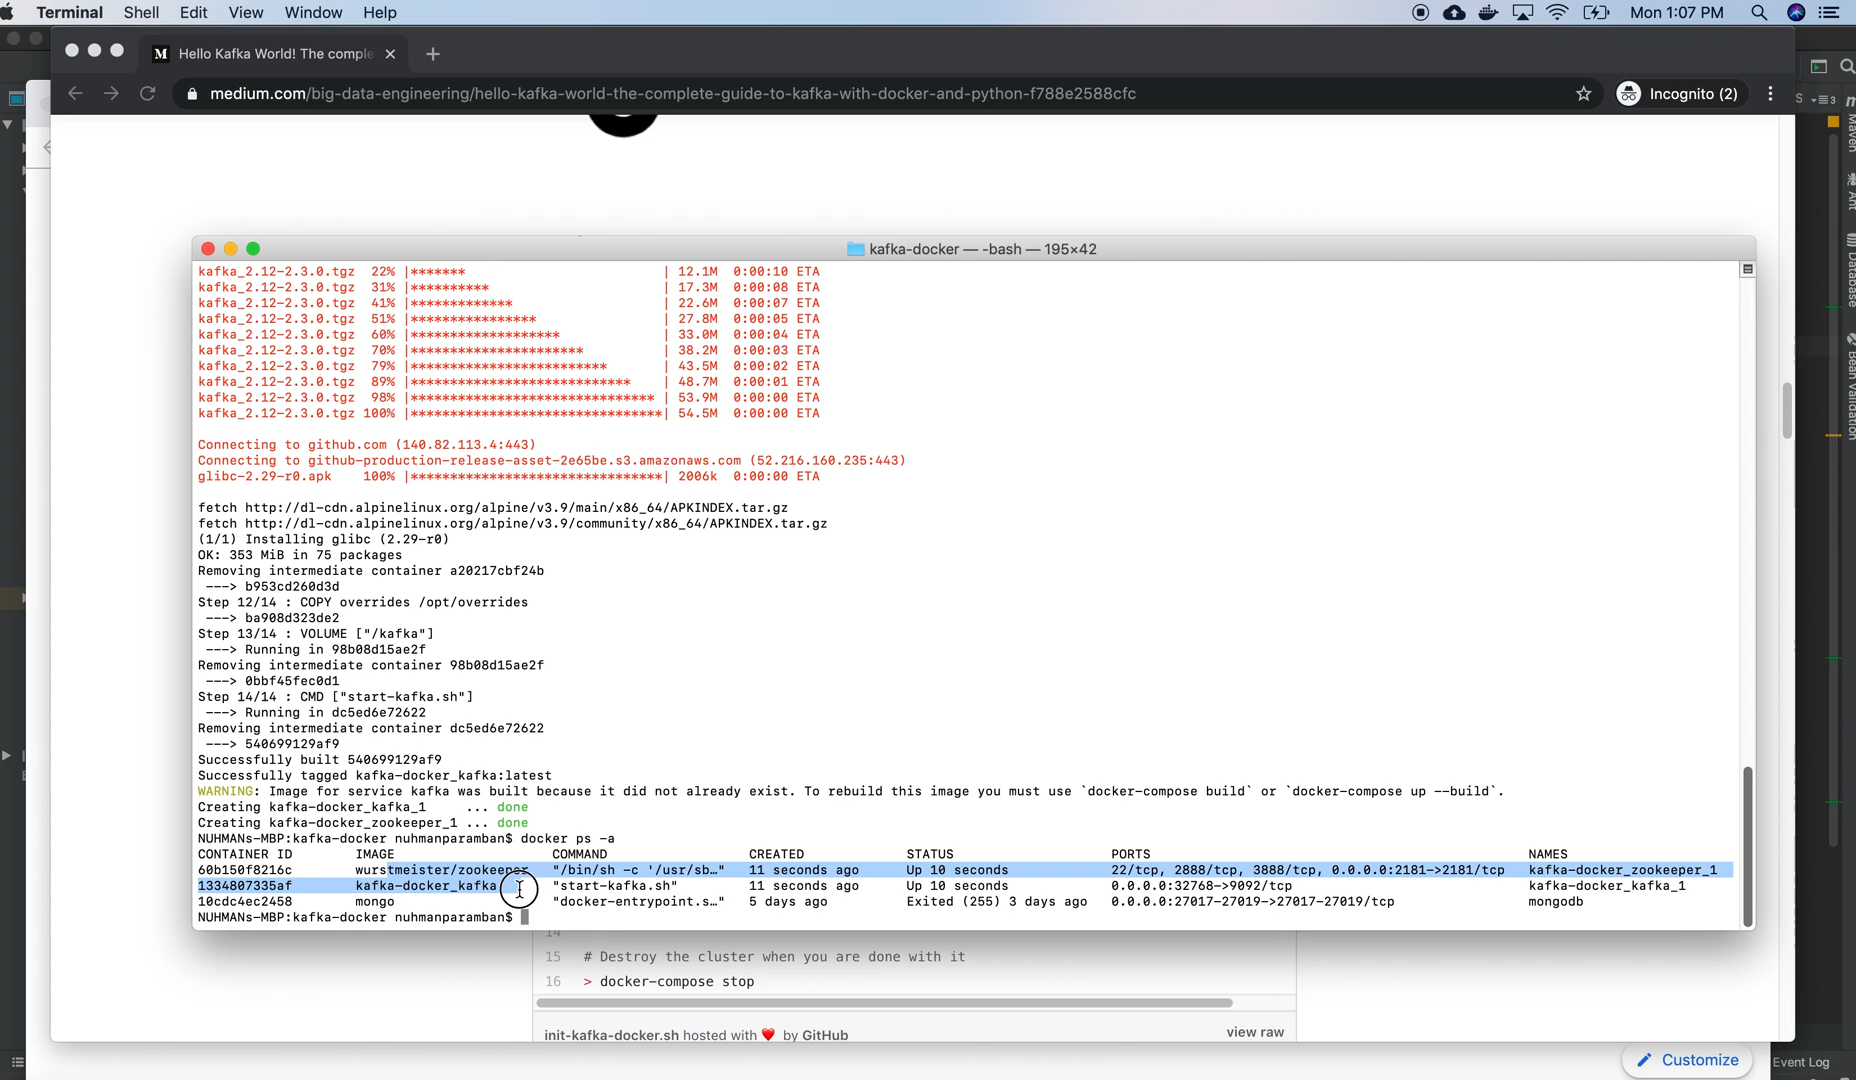 Terminal Shell Edit View Window Help Mon 1:07 PM
M Hello Kafka World! The comple
medium.com/big-data-engineering/hello-kafka-world-the-complete-guide-to-kafka-with-docker-and-python-f788e2588cfc Incognito (2)
kafka-docker — -bash — 195×42
kafka_2.12-2.3.0.tgz 22% |******* | 12.1M 0:00:10 ETA
kafka_2.12-2.3.0.tgz 31% |********** | 17.3M 0:00:08 ETA
kafka_2.12-2.3.0.tgz 41% |************* | 22.6M 0:00:07 ETA
kafka_2.12-2.3.0.tgz 51% |**************** | 27.8M 0:00:05 ETA
kafka_2.12-2.3.0.tgz 60% |******************* | 33.0M 0:00:04 ETA
kafka_2.12-2.3.0.tgz 70% |********************** | 38.2M 0:00:03 ETA
kafka_2.12-2.3.0.tgz 79% |************************* | 43.5M 0:00:02 ETA
kafka_2.12-2.3.0.tgz 89% |**************************** | 48.7M 0:00:01 ETA
kafka_2.12-2.3.0.tgz 98% |******************************* | 53.9M 0:00:00 ETA
kafka_2.12-2.3.0.tgz 100% |********************************| 54.5M 0:00:00 ETA
Connecting to github.com (140.82.113.4:443)
Connecting to github-production-release-asset-2e65be.s3.amazonaws.com (52.216.160.235:443)
glibc-2.29-r0.apk 100% |********************************| 2006k 0:00:00 ETA
fetch http://dl-cdn.alpinelinux.org/alpine/v3.9/main/x86_64/APKINDEX.tar.gz
fetch http://dl-cdn.alpinelinux.org/alpine/v3.9/community/x86_64/APKINDEX.tar.gz
(1/1) Installing glibc (2.29-r0)
OK: 353 MiB in 75 packages
Removing intermediate container a20217cbf24b
---> b953cd260d3d
Step 12/14 : COPY overrides /opt/overrides
---> ba908d323de2
Step 13/14 : VOLUME ["/kafka"]
---> Running in 98b08d15ae2f
Removing intermediate container 98b08d15ae2f
---> 0bbf45fec0d1
Step 14/14 : CMD ["start-kafka.sh"]
---> Running in dc5ed6e72622
Removing intermediate container dc5ed6e72622
---> 540699129af9
Successfully built 540699129af9
Successfully tagged kafka-docker_kafka:latest
WARNING: Image for service kafka was built because it did not already exist. To rebuild this image you must use `docker-compose build` or `docker-compose up --build`.
Creating kafka-docker_kafka_1 ... done
Creating kafka-docker_zookeeper_1 ... done
NUHMANs-MBP:kafka-docker nuhmanparamban$ docker ps -a
CONTAINER ID IMAGE COMMAND CREATED STATUS PORTS NAMES
60b150f8216c wurstmeister/zookeeper "/bin/sh -c '/usr/sb…" 11 seconds ago Up 10 seconds 22/tcp, 2888/tcp, 3888/tcp, 0.0.0.0:2181->2181/tcp kafka-docker_zookeeper_1
1334807335af kafka-docker_kafka "start-kafka.sh" 11 seconds ago Up 10 seconds 0.0.0.0:32768->9092/tcp kafka-docker_kafka_1
10cdc4ec2458 mongo "docker-entrypoint.s…" 5 days ago Exited (255) 3 days ago 0.0.0.0:27017-27019->27017-27019/tcp mongodb
NUHMANs-MBP:kafka-docker nuhmanparamban$
14
15 # Destroy the cluster when you are done with it
16 > docker-compose stop
init-kafka-docker.sh hosted with ❤ by GitHub view raw
Customize
Event Log
Maven
Ant
Database
Bean Validation